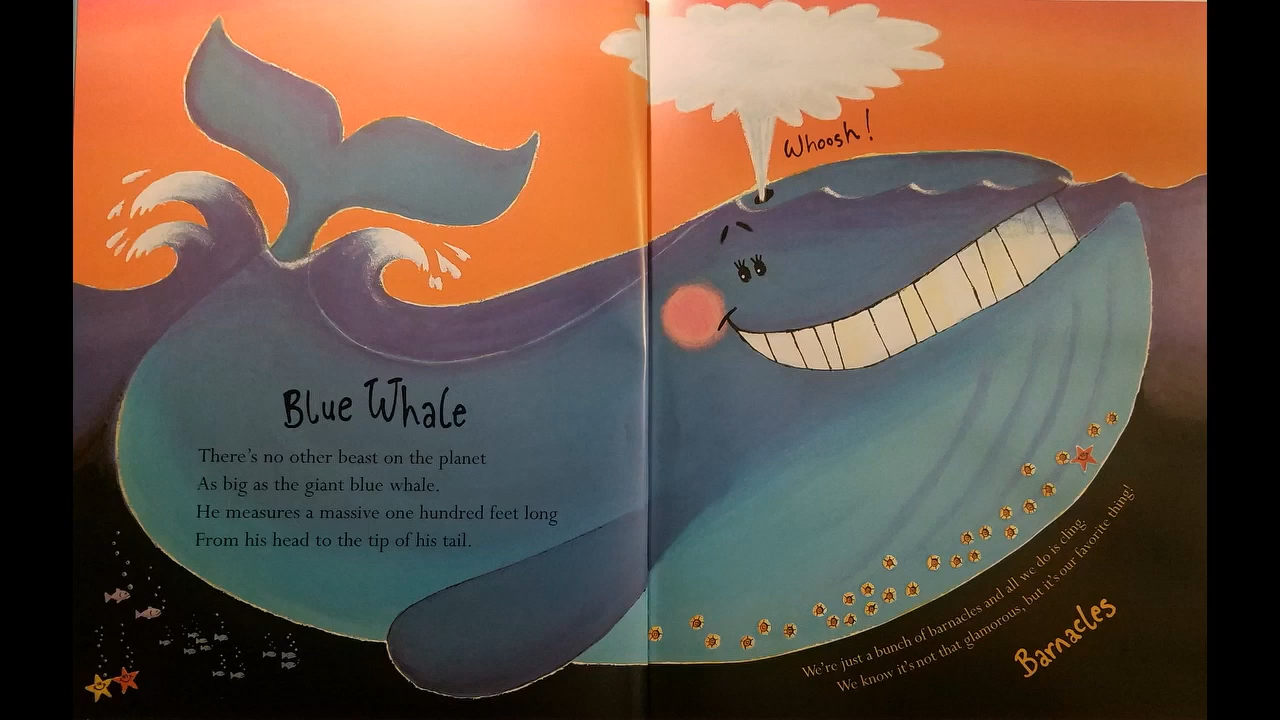 Blue Whale
There's no other beast on the planet
As big as the giant blue whale.
He measures a massive one hundred feet long
From his head to the tip of his tail.
Whoosh!
We're just a bunch of barnacles and all we do is cling.
We know it's not that glamorous, but it's our favorite thing!
Barnacles